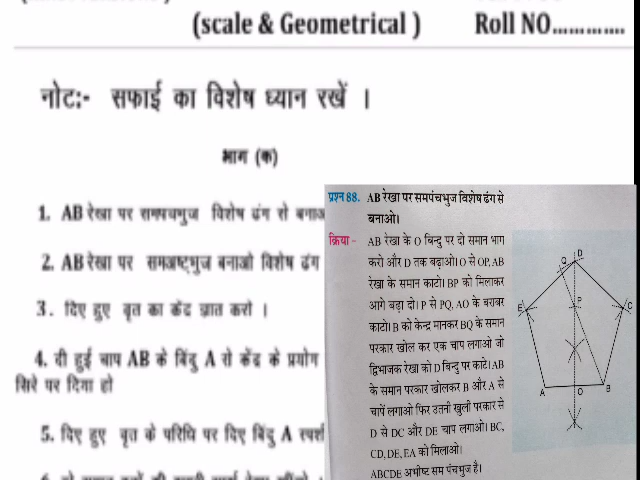 (scale & Geometrical ) Roll NO.............
नोटः- सफाई का विशेष ध्यान रखें ।
भाग (क)
1. AB रेखा पर समपचभुज विशेष ढंग से
2. AB रेखा पर समअष्टभुज बनाओ विशेष ढंग
3. दिए हुए वृत का केंद्र ज्ञात करो ।
4. दी हुई चाप AB के बिंदु A से केंद्र के प्रयोग
सिरे पर दिया हो
5. दिए हुए वृत के परिधि पर दिए बिंदु A स्पर्श
प्रश्न 88. AB रेखा पर समपंचभुज विशेष ढंग से
बनाओ।
क्रिया - AB रेखा के O बिन्दु पर दो समान भाग
करो और D तक बढ़ाओ। O से OP, AB
रेखा के समान काटो। BP को मिलाकर
आगे बढ़ा दो। P से PQ, AO के बराबर
काटो। B को केन्द्र मानकर BQ के समान
परकार खोल कर एक चाप लगाओ जो
द्विभाजक रेखा को D बिन्दु पर काटे। AB
के समान परकार खोलकर B और A से
चापें लगाओ फिर उतनी खुली परकार से
D से DC और DE चाप लगाओ। BC,
CD, DE, EA को मिलाओ।
ABCDE अभीष्ट सम पंचभुज है।
D
Q
P
E
C
A
O
B